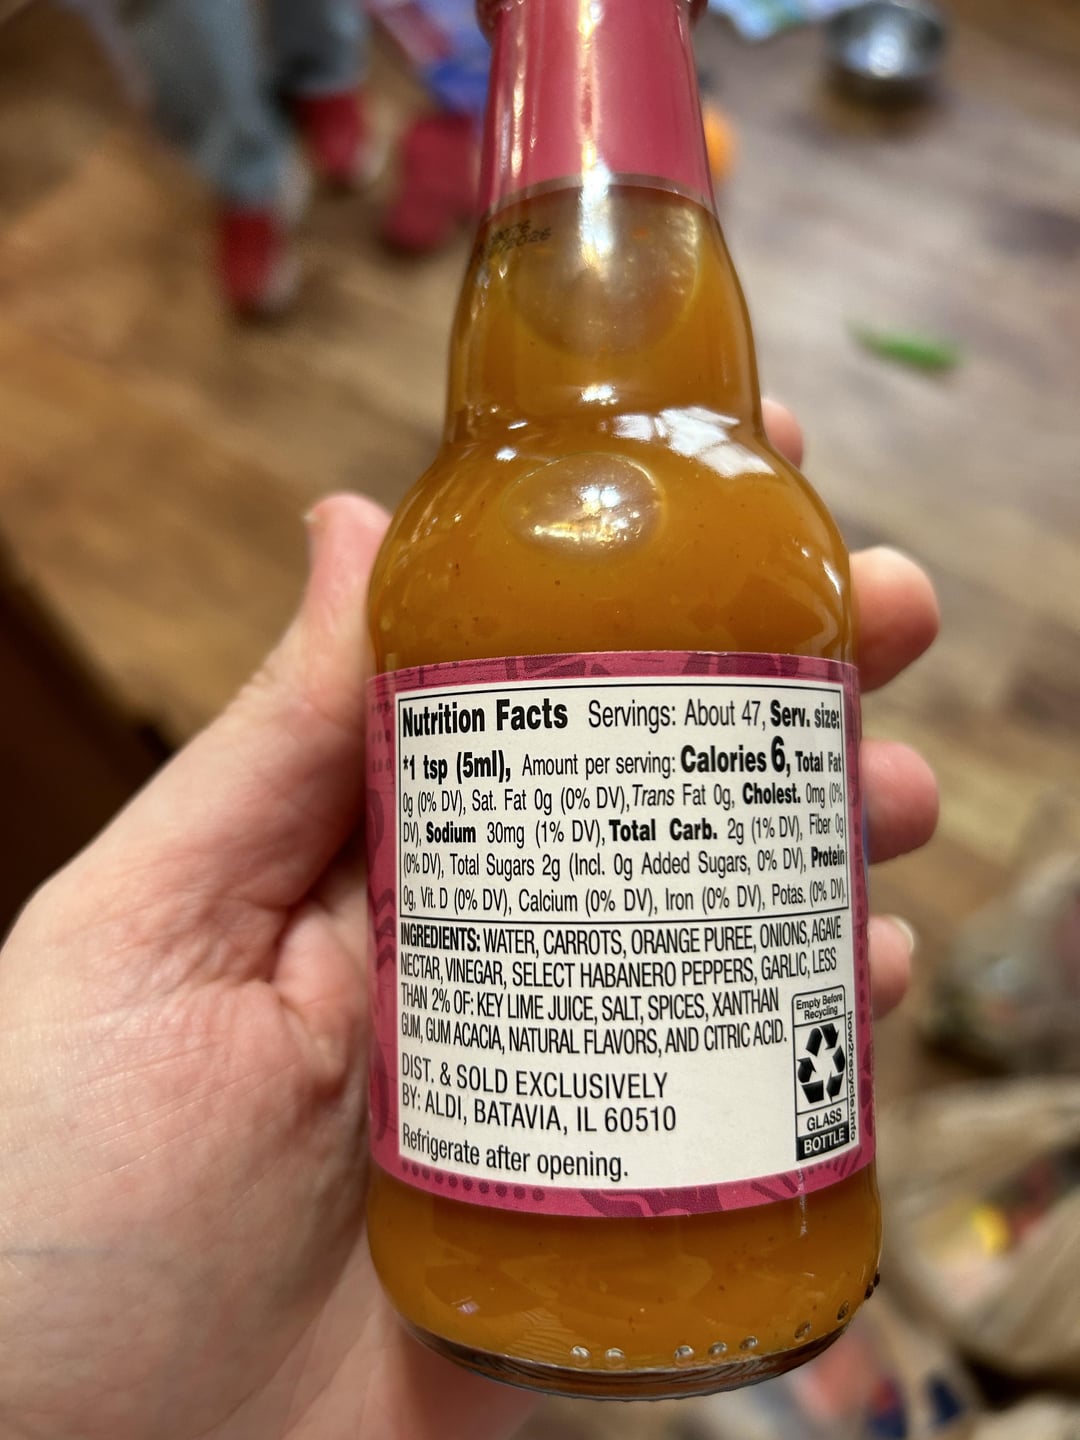 2026
Nutrition Facts Servings: About 47, Serv. size:
*1 tsp (5ml), Amount per serving: Calories 6, Total Fat
0g (0% DV), Sat. Fat 0g (0% DV), Trans Fat 0g, Cholest. 0mg (0%
DV), Sodium 30mg (1% DV), Total Carb. 2g (1% DV), Fiber 0g
(0% DV), Total Sugars 2g (Incl. 0g Added Sugars, 0% DV), Protein
0g, Vit. D (0% DV), Calcium (0% DV), Iron (0% DV), Potas. (0% DV).
INGREDIENTS: WATER, CARROTS, ORANGE PUREE, ONIONS, AGAVE
NECTAR, VINEGAR, SELECT HABANERO PEPPERS, GARLIC, LESS
THAN 2% OF: KEY LIME JUICE, SALT, SPICES, XANTHAN
GUM, GUM ACACIA, NATURAL FLAVORS, AND CITRIC ACID.
DIST. & SOLD EXCLUSIVELY
BY: ALDI, BATAVIA, IL 60510
Refrigerate after opening.
Empty Before
Recycling
GLASS
BOTTLE
how2recycle.info